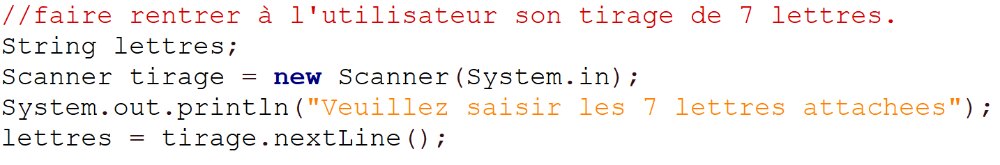 //faire rentrer à l'utilisateur son tirage de 7 lettres.
String lettres;
Scanner tirage = new Scanner(System.in);
System.out.println("Veuillez saisir les 7 lettres attachees");
lettres = tirage.nextLine();